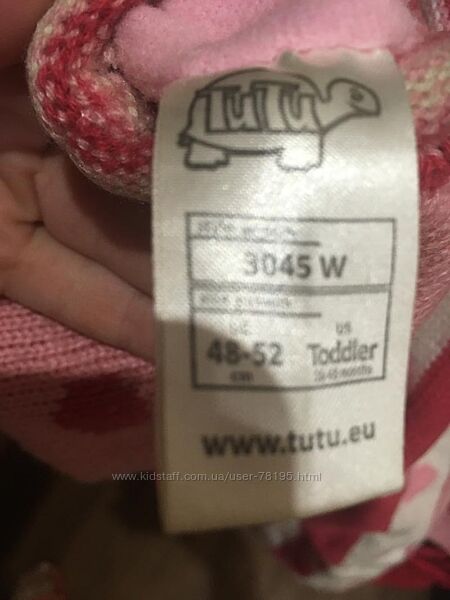 TuTu
3045 W
US
48-52 Toddler
cm
www.tutu.eu
www.kidstaff.com.ua/user-78195.html